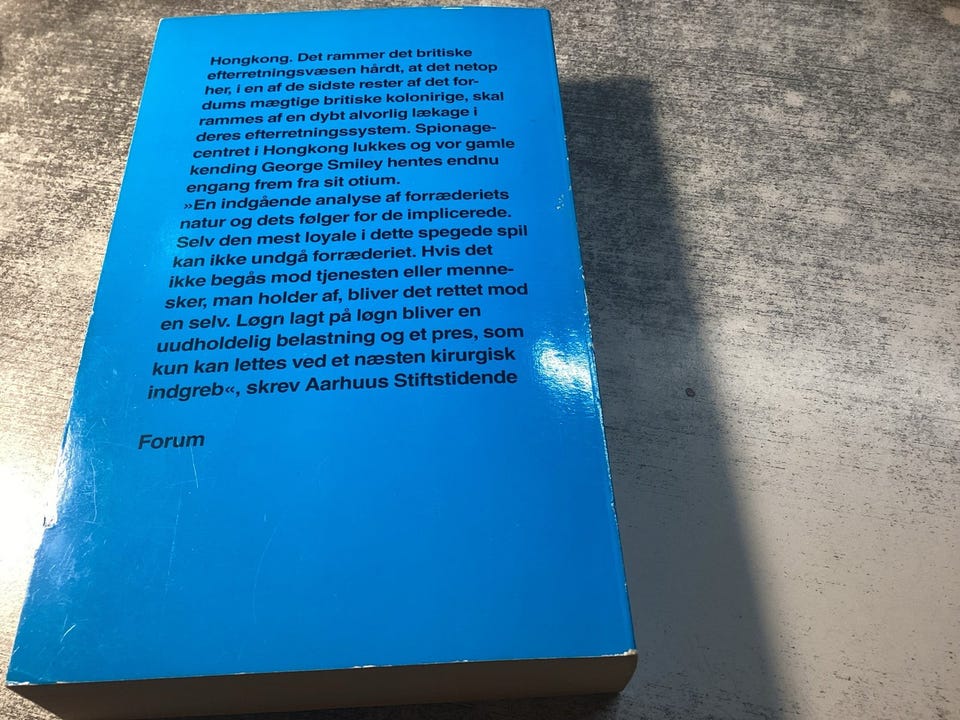 Hongkong. Det rammer det britiske
efterretningsvæsen hårdt, at det netop
her, i en af de sidste rester af det for-
dums mægtige britiske kolonirige, skal
rammes af en dybt alvorlig lækage i
deres efterretningssystem. Spionage-
centret i Hongkong lukkes og vor gamle
kending George Smiley hentes endnu
engang frem fra sit otium.
»En indgående analyse af forræderiets
natur og dets følger for de implicerede.
Selv den mest loyale i dette spegede spil
kan ikke undgå forræderiet. Hvis det
ikke begås mod tjenesten eller menne-
sker, man holder af, bliver det rettet mod
en selv. Løgn lagt på løgn bliver en
uudholdelig belastning og et pres, som
kun kan lettes ved et næsten kirurgisk
indgreb«, skrev Aarhuus Stiftstidende
Forum